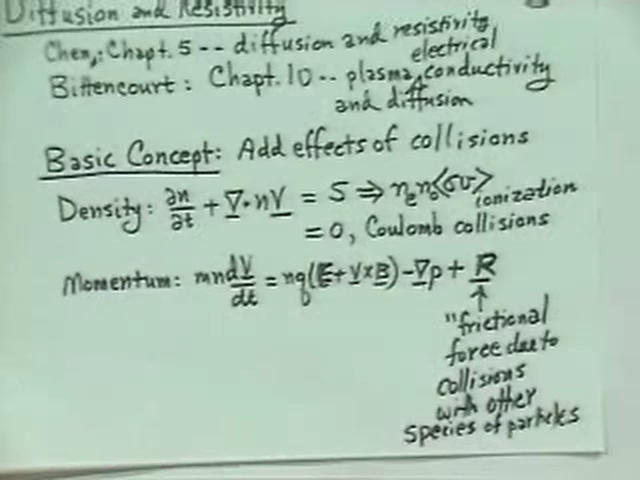 Diffusion and Resistivity
Chen: Chapt. 5 -- diffusion and resistivity
Bittencourt: Chapt. 10 -- plasma, electrical conductivity
and diffusion
Basic Concept: Add effects of collisions
Density: ∂n/∂t + ∇·nV = S ⇒ nₑn₀<σv> ionization
= 0, Coulomb collisions
Momentum: mn dV/dt = nq(E + V×B) - ∇p + R
↑
"frictional
force due to
collisions
with other
species of particles